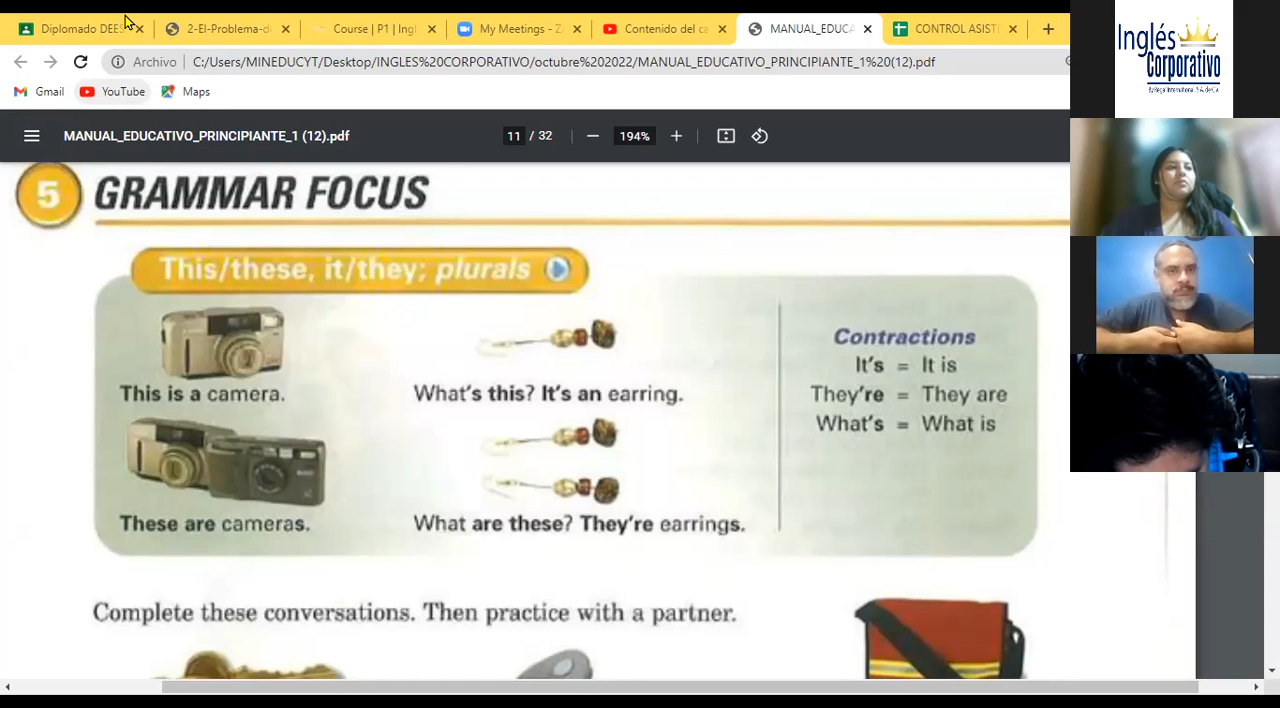 Diplomado DEES
2-El-Problema-d
Course | P1 | Ingl
My Meetings - Z
Contenido del ca
MANUAL_EDUCA
CONTROL ASIST
Archivo
C:/Users/MINEDUCYT/Desktop/INGLES%20CORPORATIVO/octubre%202022/MANUAL_EDUCATIVO_PRINCIPIANTE_1%20(12).pdf
Gmail
YouTube
Maps
MANUAL_EDUCATIVO_PRINCIPIANTE_1 (12).pdf
11 / 32
194%
Inglés
Corporativo
5 GRAMMAR FOCUS
This/these, it/they; plurals
This is a camera.
What's this? It's an earring.
These are cameras.
What are these? They're earrings.
Contractions
It's = It is
They're = They are
What's = What is
Complete these conversations. Then practice with a partner.